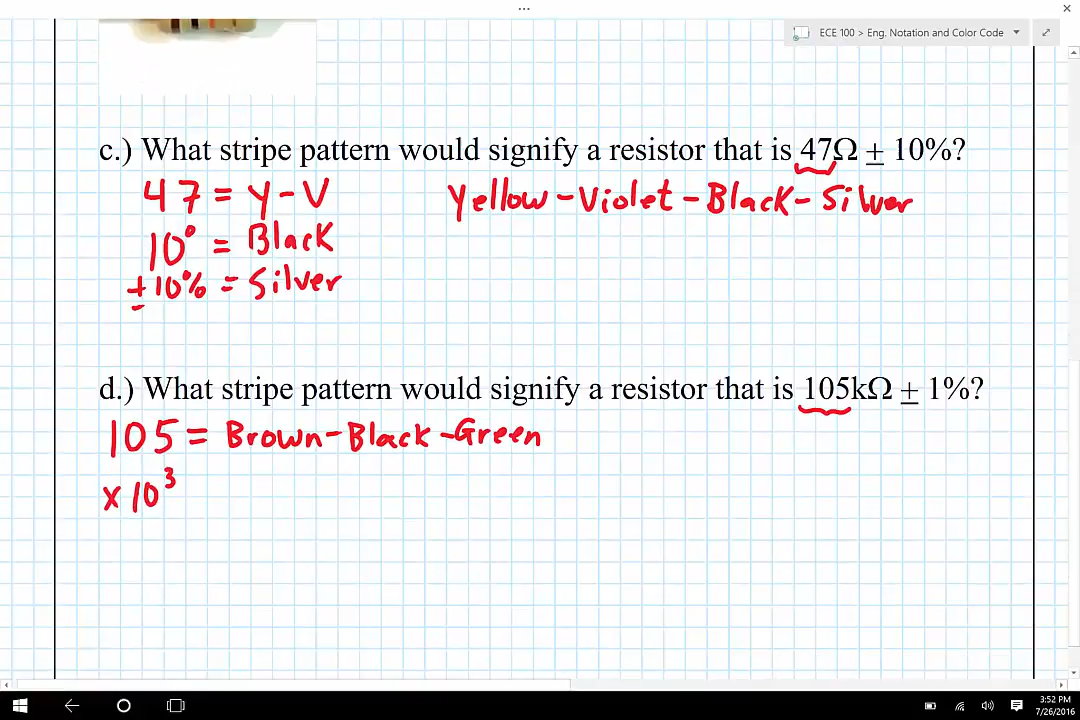 ...
ECE 100 > Eng. Notation and Color Code
c.) What stripe pattern would signify a resistor that is 47Ω ± 10%?
47 = Y-V
Yellow-Violet-Black-Silver
10⁰ = Black
±10% = Silver
d.) What stripe pattern would signify a resistor that is 105kΩ ± 1%?
105 = Brown-Black-Green
x10³
3:52 PM
7/26/2016